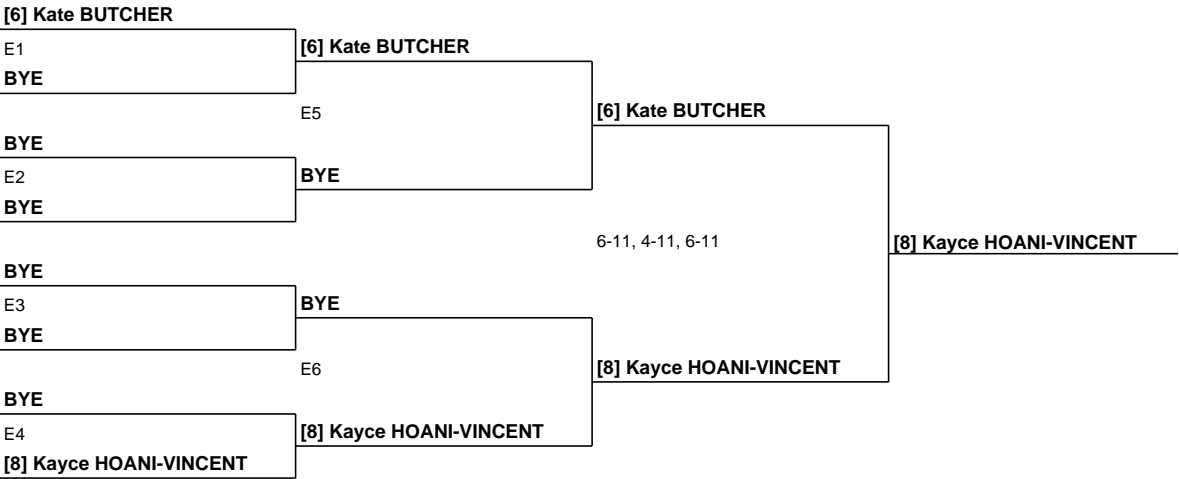 [6] Kate BUTCHER
E1
BYE
[6] Kate BUTCHER
E5
BYE
E2
BYE
BYE
[6] Kate BUTCHER
6-11, 4-11, 6-11
[8] Kayce HOANI-VINCENT
BYE
E3
BYE
BYE
E6
BYE
E4
[8] Kayce HOANI-VINCENT
[8] Kayce HOANI-VINCENT
[8] Kayce HOANI-VINCENT